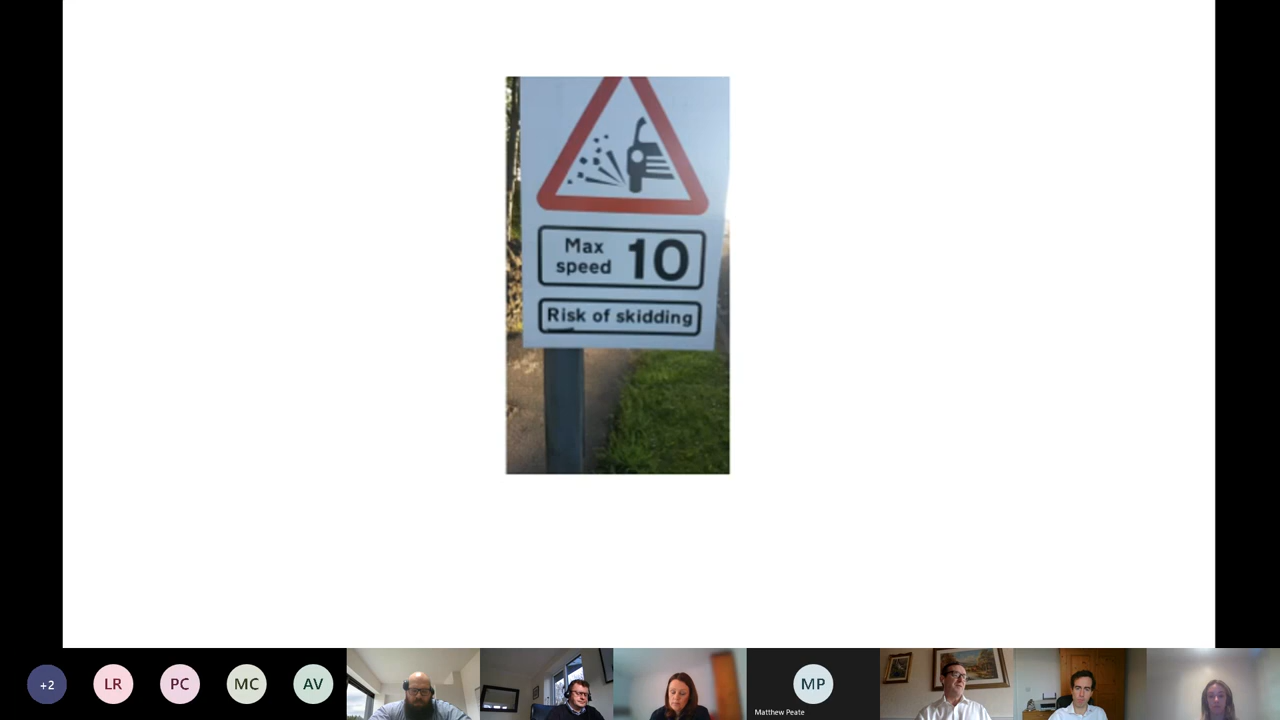 Max
speed 10
Risk of skidding
+2
LR
PC
MC
AV
MP
Matthew Peate